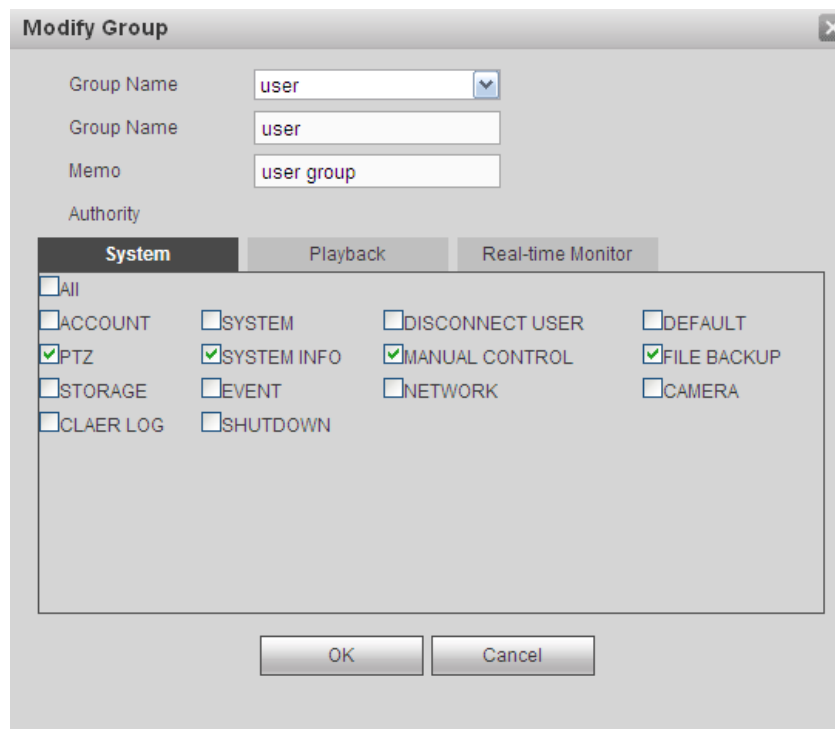 Modify Group
Group Name user
Group Name user
Memo user group
Authority
System Playback Real-time Monitor
All
ACCOUNT SYSTEM DISCONNECT USER DEFAULT
PTZ SYSTEM INFO MANUAL CONTROL FILE BACKUP
STORAGE EVENT NETWORK CAMERA
CLAER LOG SHUTDOWN
OK Cancel